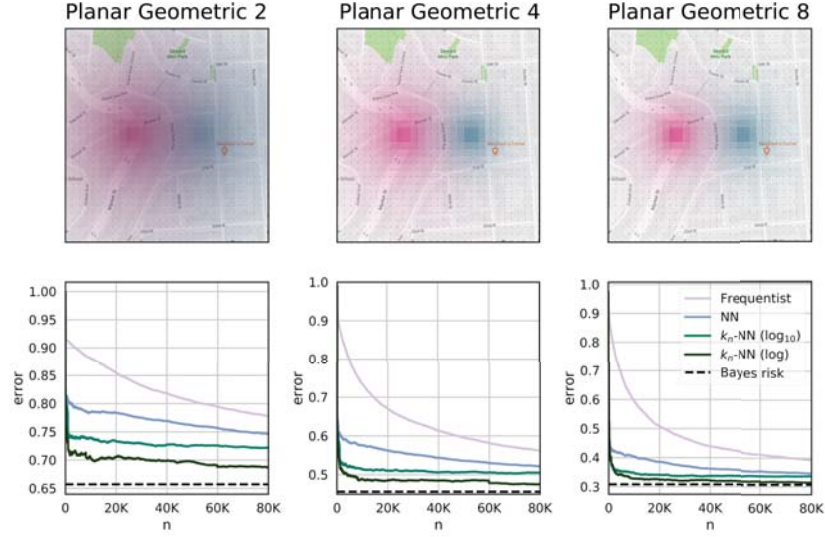 Planar Geometric 2
Planar Geometric 4
Planar Geometric 8
error
1.00
0.95
0.90
0.85
0.80
0.75
0.70
0.65
0
20K
40K
60K
80K
n
error
1.0
0.9
0.8
0.7
0.6
0.5
0
20K
40K
60K
80K
n
error
1.0
0.9
0.8
0.7
0.6
0.5
0.4
0.3
0
20K
40K
60K
80K
n
Frequentist
NN
kₙ-NN (log₁₀)
kₙ-NN (log)
Bayes risk